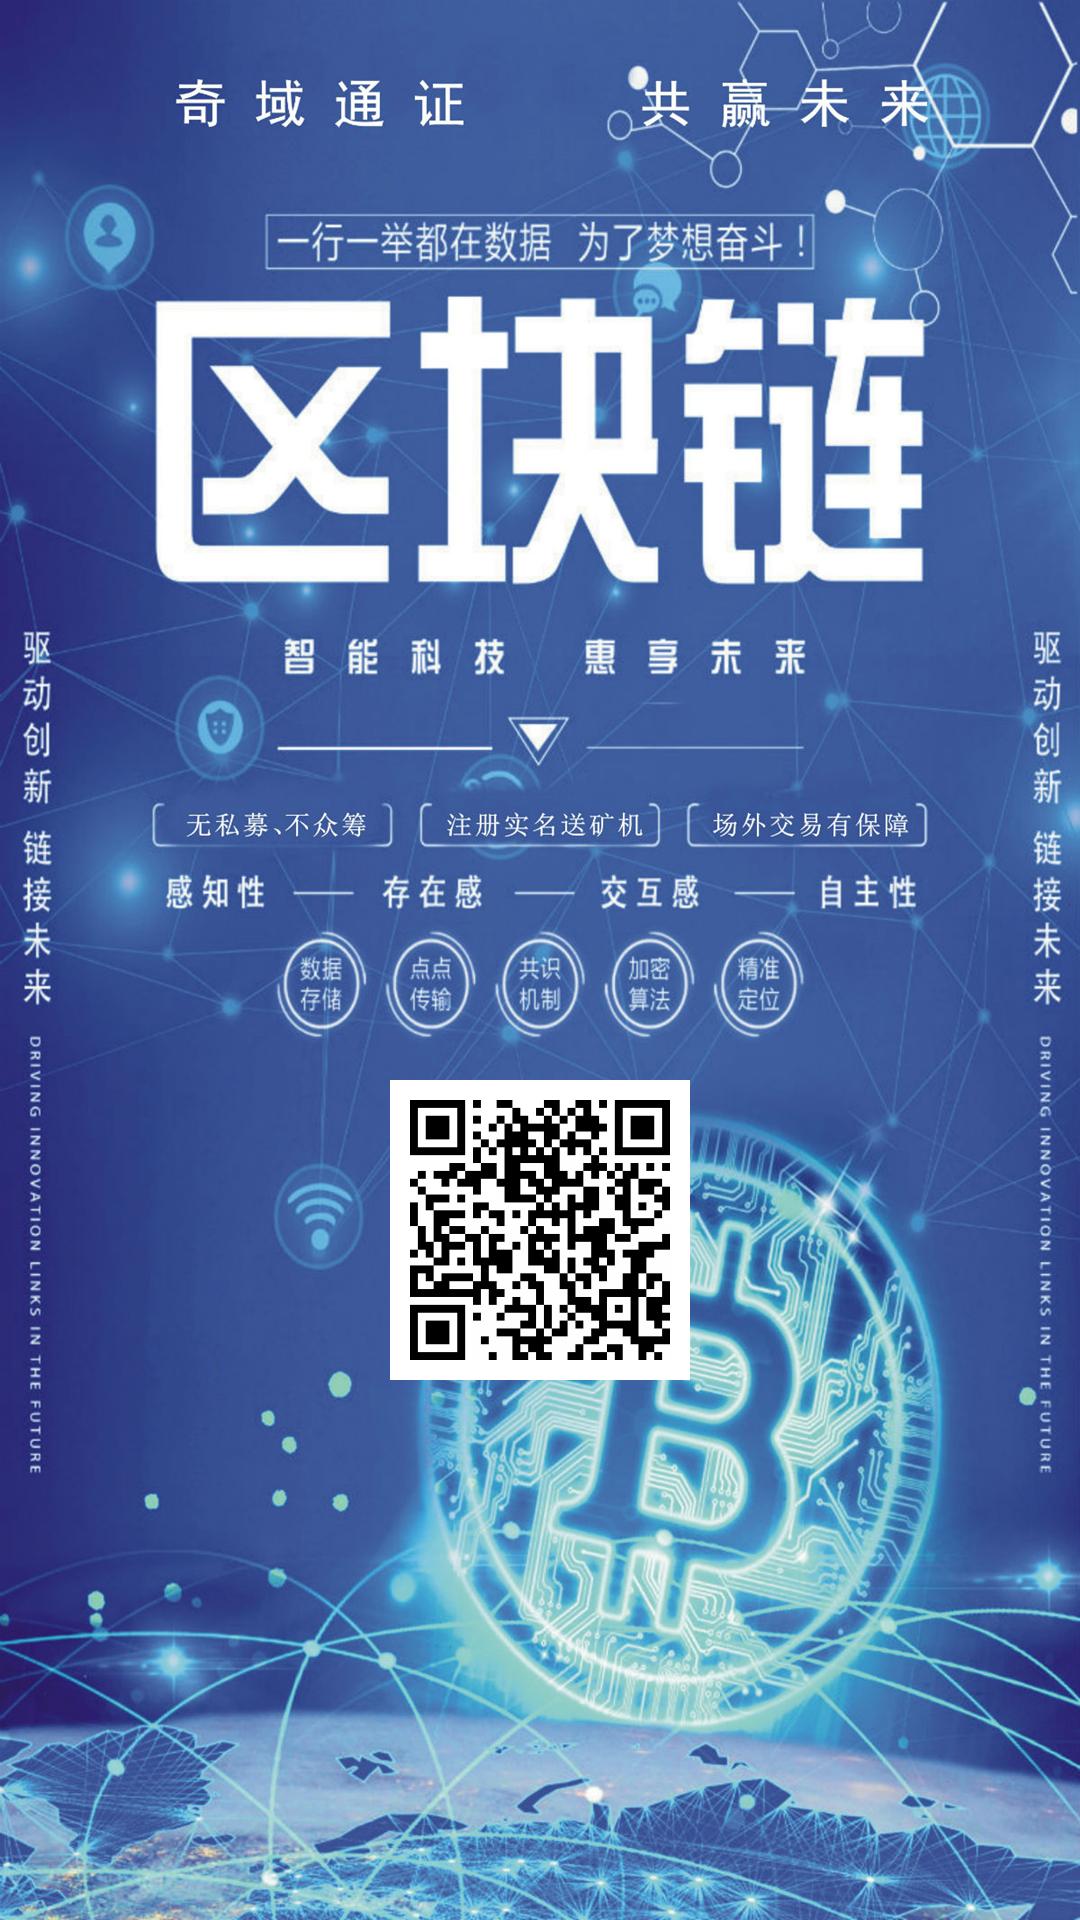 奇域通证 共赢未来
一行一举都在数据 为了梦想奋斗！
区块链
智能科技 惠享未来
无私募、不众筹 注册实名送矿机 场外交易有保障
感知性 — 存在感 — 交互感 — 自主性
数据存储 点点传输 共识机制 加密算法 精准定位
驱动创新 链接未来
DRIVING INNOVATION LINKS IN THE FUTURE
驱动创新 链接未来
DRIVING INNOVATION LINKS IN THE FUTURE